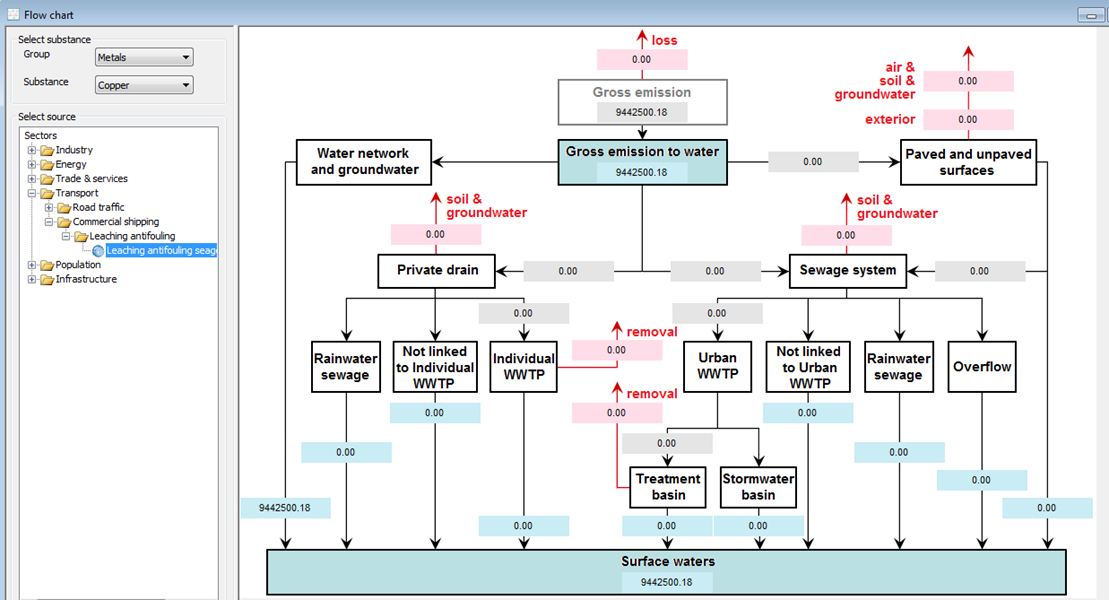 Flow chart
Select substance
Group
Metals
Substance
Copper
Select source
Sectors
Industry
Energy
Trade & services
Transport
Road traffic
Commercial shipping
Leaching antifouling
Leaching antifouling seag
Population
Infrastructure
loss
0.00
Gross emission
9442500.18
air &
soil &
groundwater
0.00
exterior
0.00
Water network
and groundwater
Gross emission to water
9442500.18
0.00
Paved and unpaved
surfaces
soil &
groundwater
0.00
soil &
groundwater
0.00
Private drain
0.00
0.00
Sewage system
0.00
0.00
0.00
removal
0.00
Rainwater
sewage
Not linked
to Individual
WWTP
Individual
WWTP
Urban
WWTP
Not linked
to Urban
WWTP
Rainwater
sewage
Overflow
removal
0.00
0.00
0.00
0.00
0.00
0.00
Treatment
basin
Stormwater
basin
0.00
9442500.18
0.00
0.00
0.00
0.00
Surface waters
9442500.18